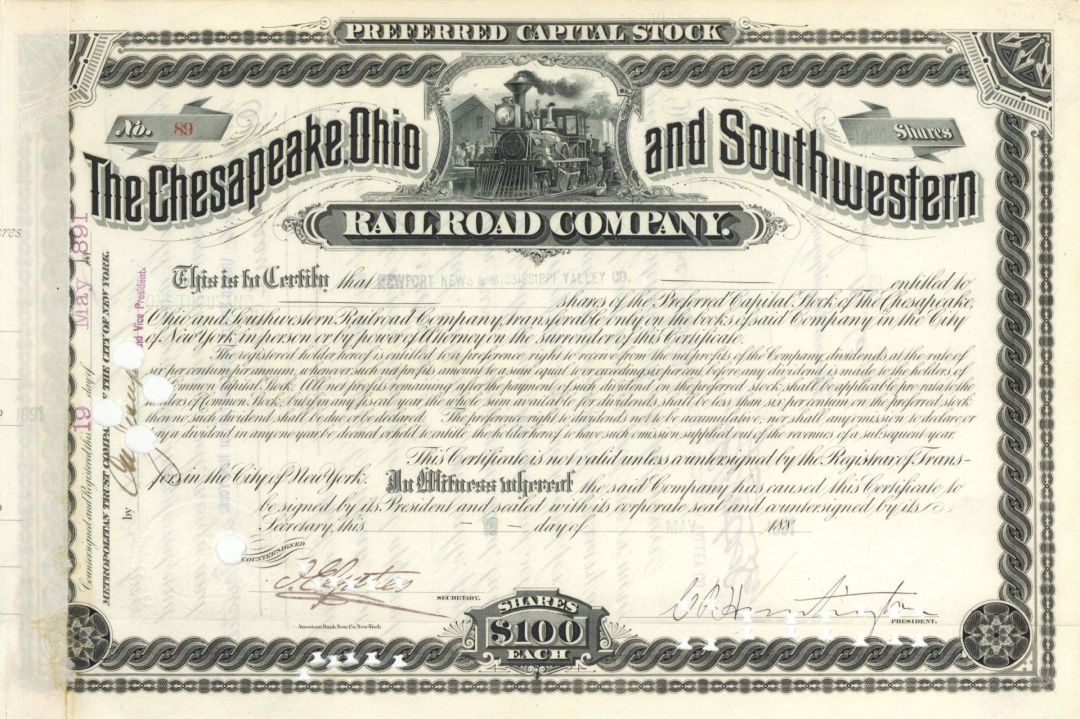 PREFERRED CAPITAL STOCK
No. 89
Shares
The Chesapeake, Ohio and Southwestern
RAILROAD COMPANY.
This is to Certify that NEWPORT NEWS & MISSISSIPPI VALLEY CO. entitled to
shares of the Preferred Capital Stock of The Chesapeake,
Ohio and Southwestern Railroad Company, transferable only on the books of said Company in the City
of New York in person or by power of Attorney on the surrender of this Certificate.
The registered holder hereof is entitled to a preference right to receive from the net profits of the Company, dividends at the rate of
six per centum per annum, whenever such net profits amount to a sum equal to or exceeding six per cent, before any dividend is made to the holders of
Common Capital Stock. All net profits remaining after the payment of such dividend on the preferred stock shall be applicable pro rata to the
holders of Common Stock, but if in any fiscal year the whole sum available for dividends shall be less than six per centum on the preferred stock
then no such dividend shall be due or be declared. The preference right to dividends not to be accumulative, nor shall any omission to declare or
pay a dividend in any one year be deemed or held to entitle the holder hereof to have such omission supplied out of the revenues of a subsequent year.
This Certificate is not valid unless countersigned by the Registrar of Trans-
fers in the City of New York. In Witness whereof the said Company has caused this Certificate to
be signed by its President and sealed with its corporate seal and countersigned by its
Secretary, this day of MAY 1891
COUNTERSIGNED
SECRETARY.
C. P. Huntington
PRESIDENT.
American Bank Note Co. New York.
SHARES
$100
EACH
Countersigned and Registered this 19 day of May 1891
METROPOLITAN TRUST COMPANY THE CITY OF NEW YORK.
by
2nd Vice President.